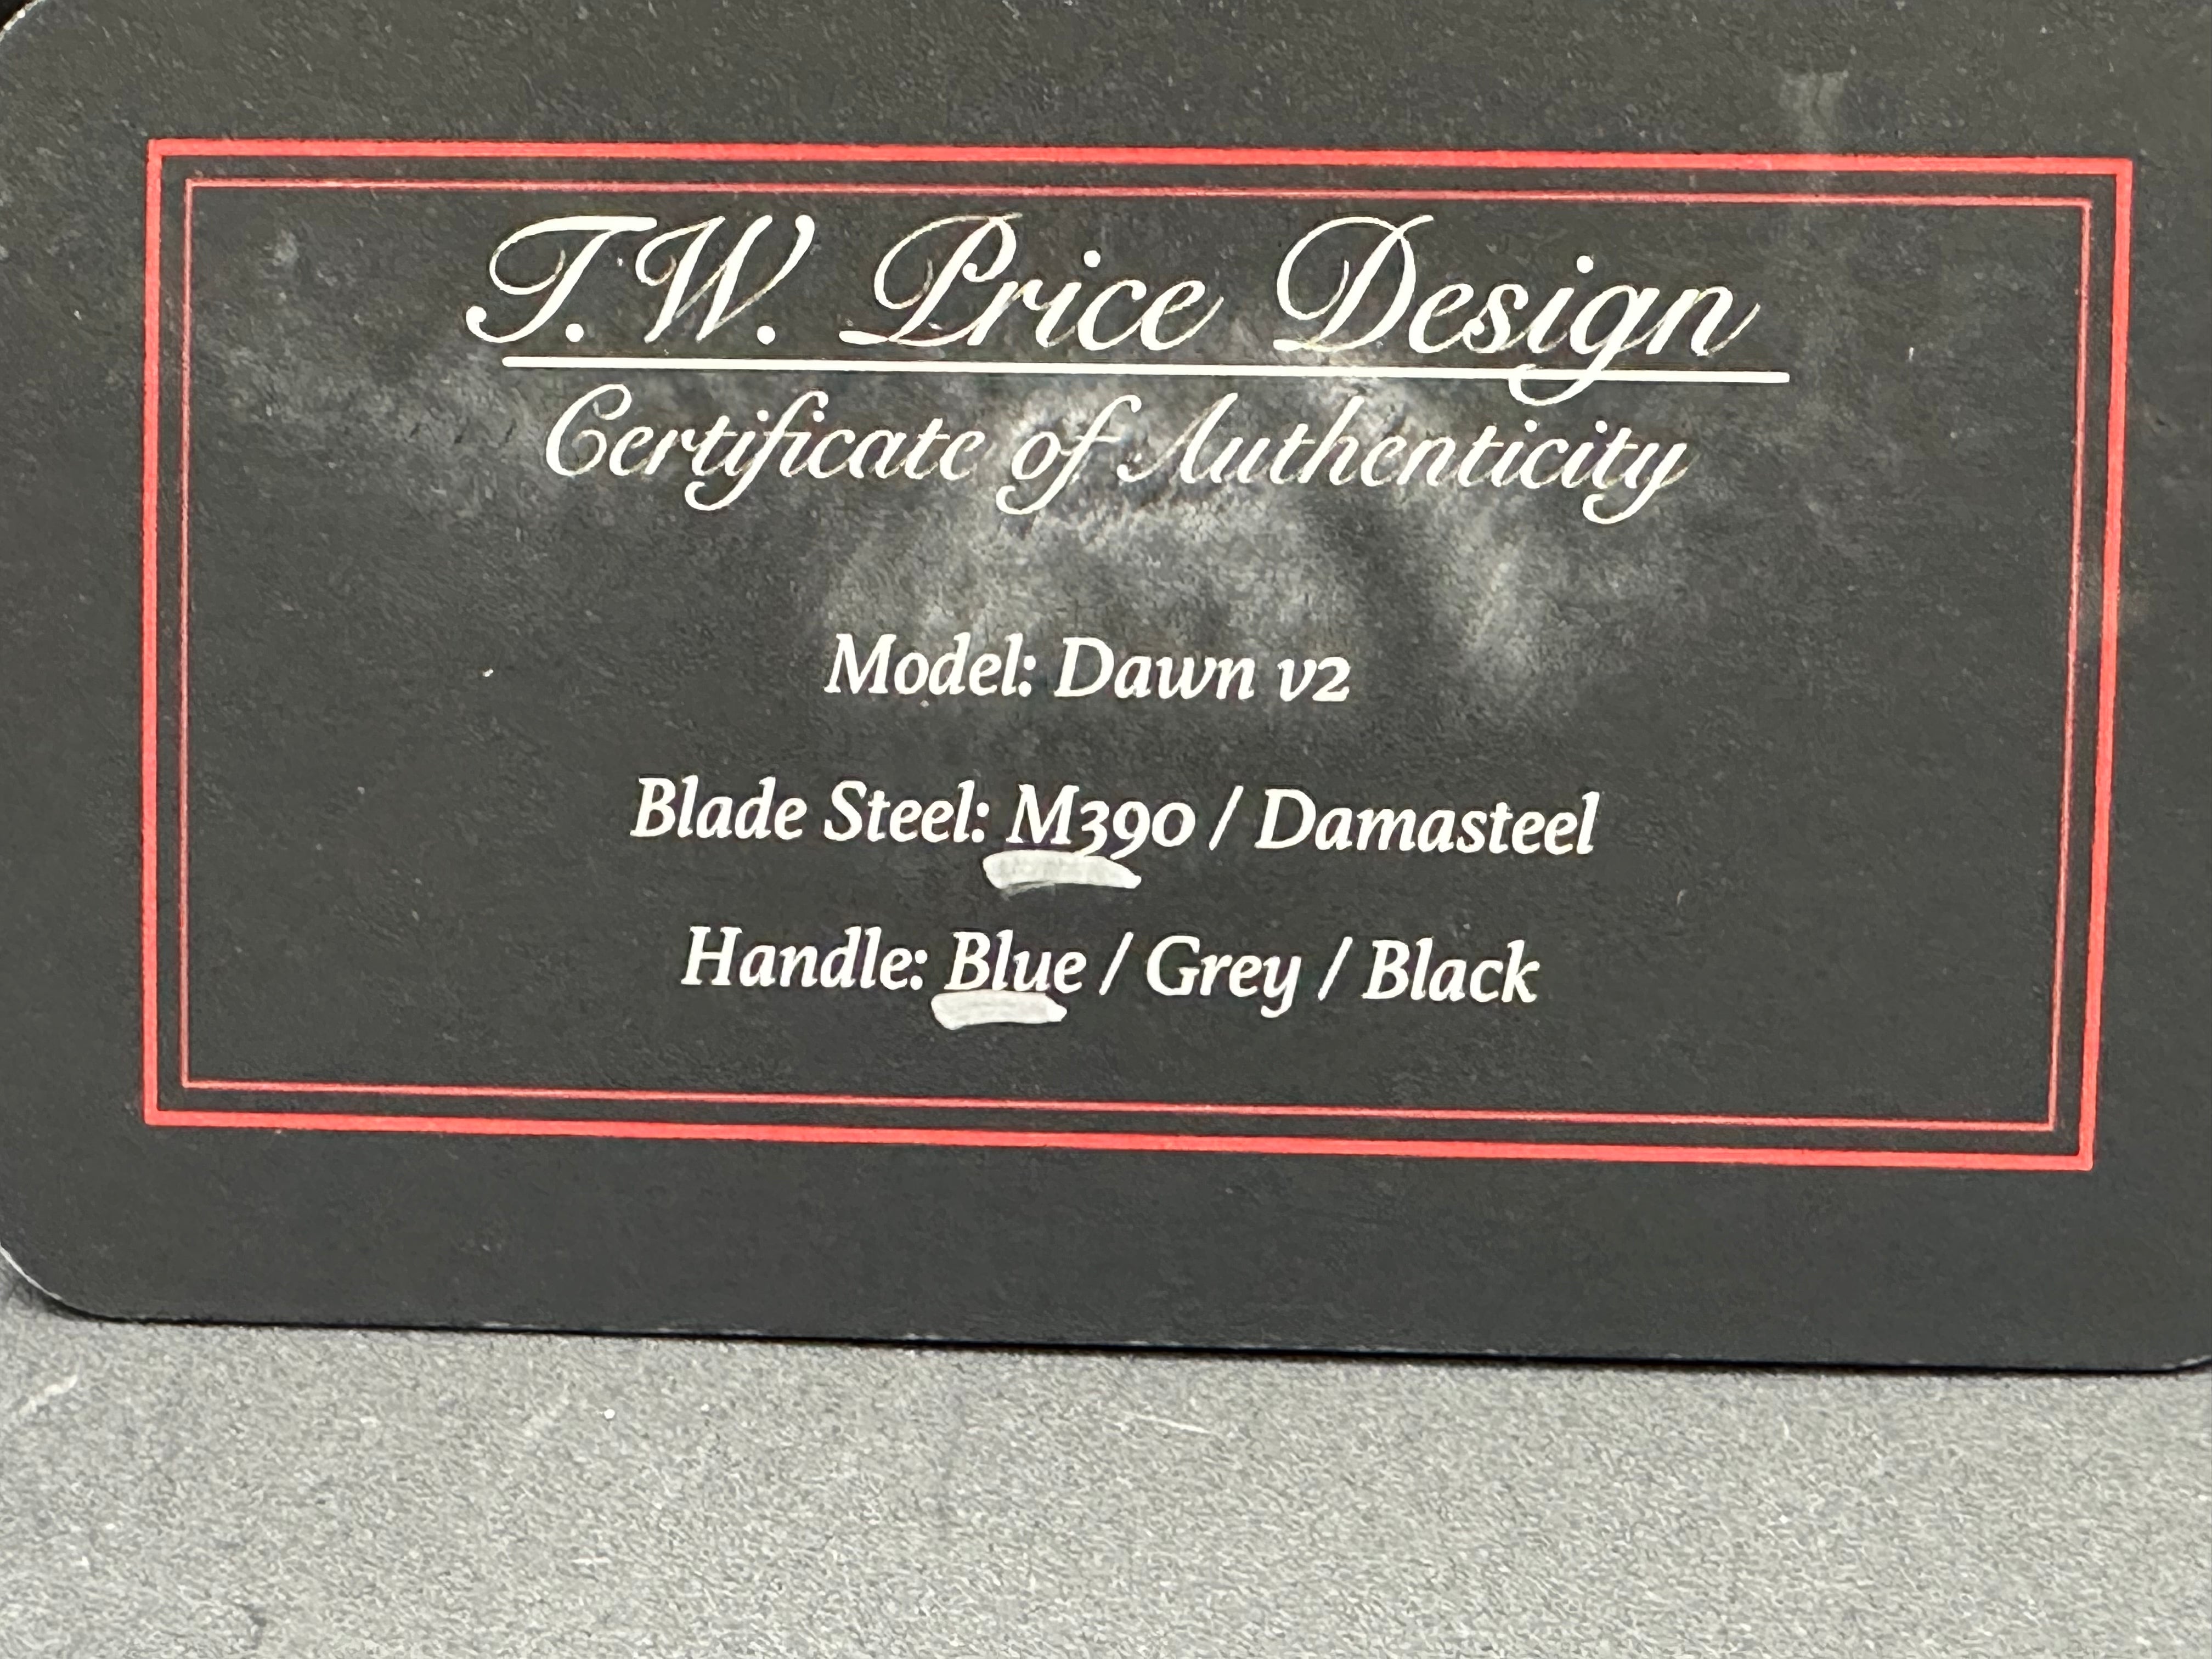 T.W. Price Design
Certificate of Authenticity
Model: Dawn v2
Blade Steel: M390 / Damasteel
Handle: Blue / Grey / Black